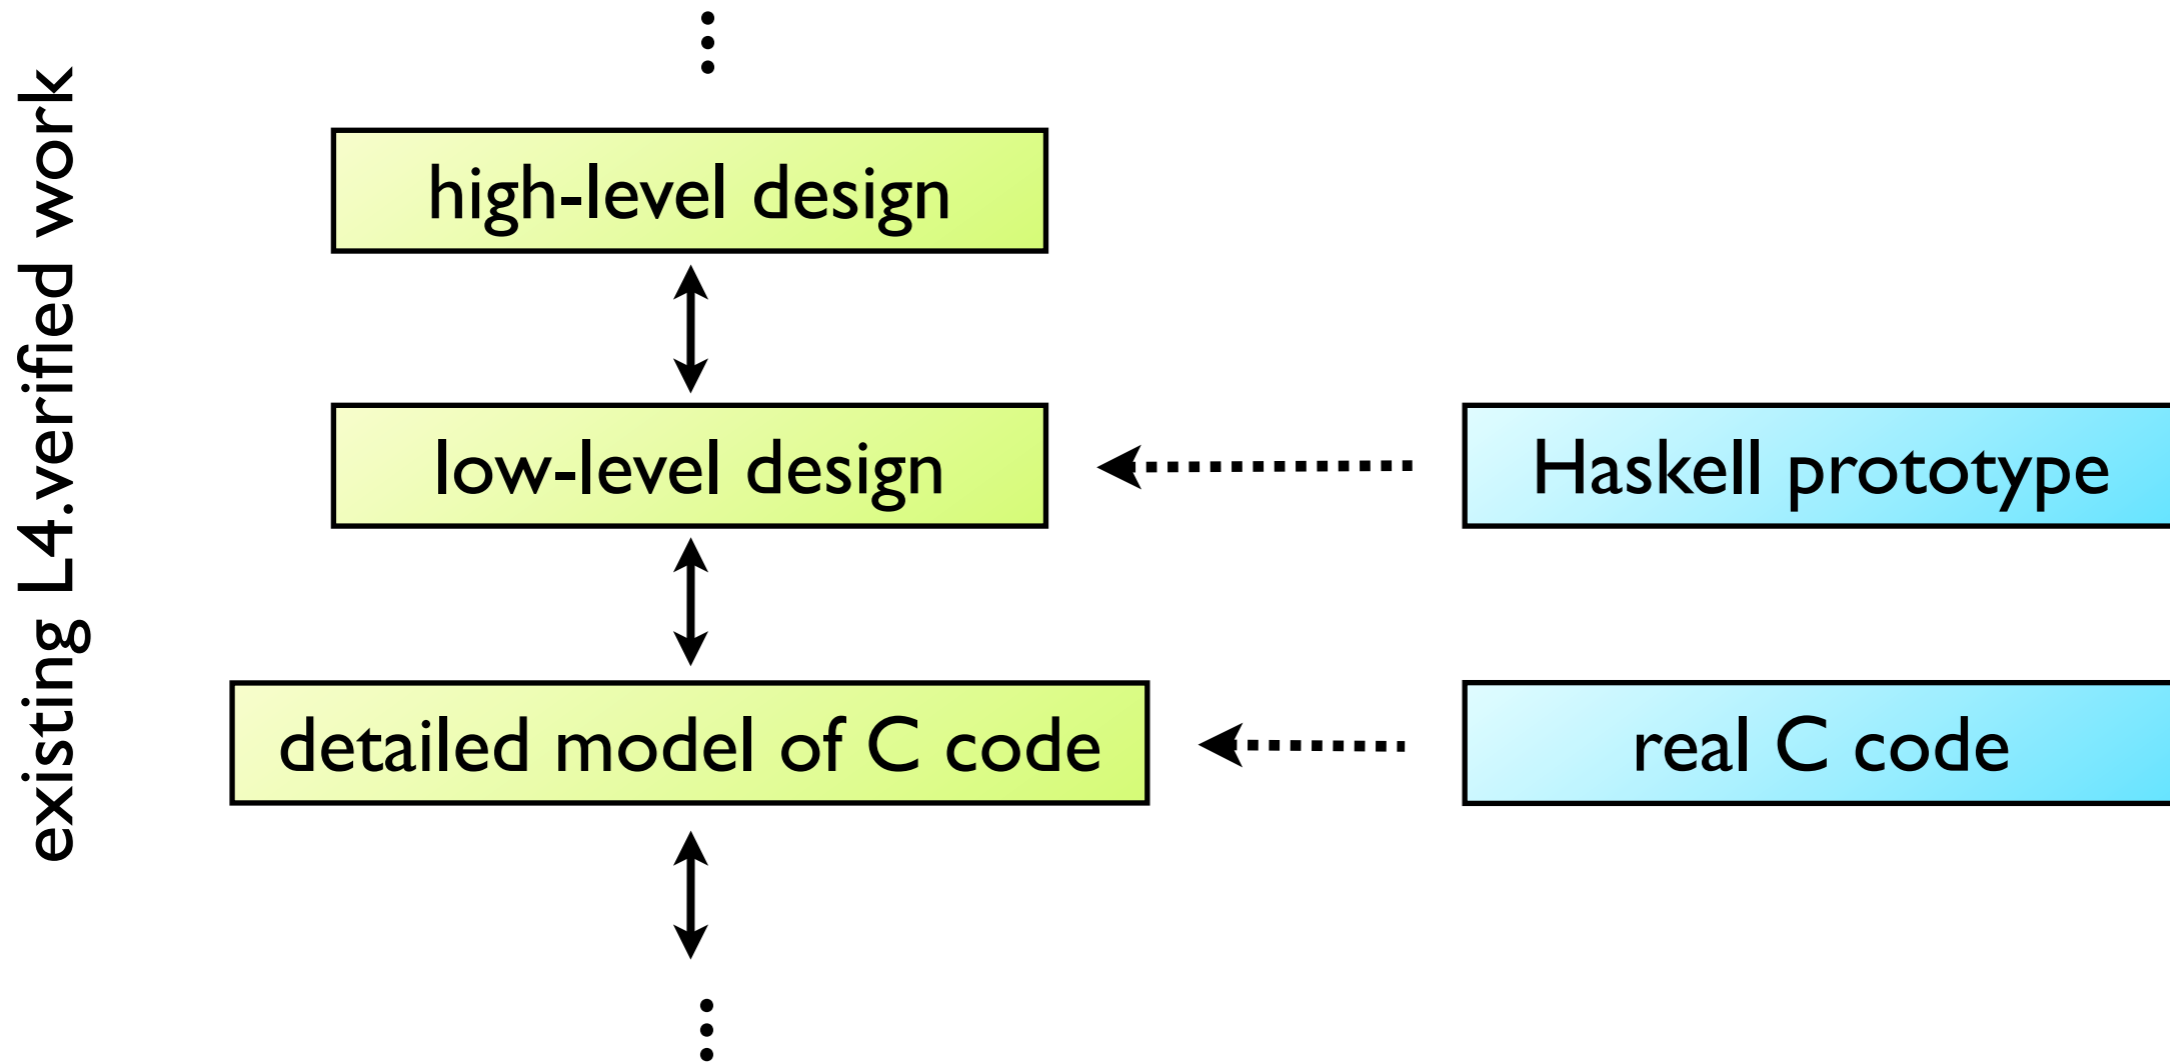 existing L4.verified work
high-level design
low-level design
Haskell prototype
detailed model of C code
real C code